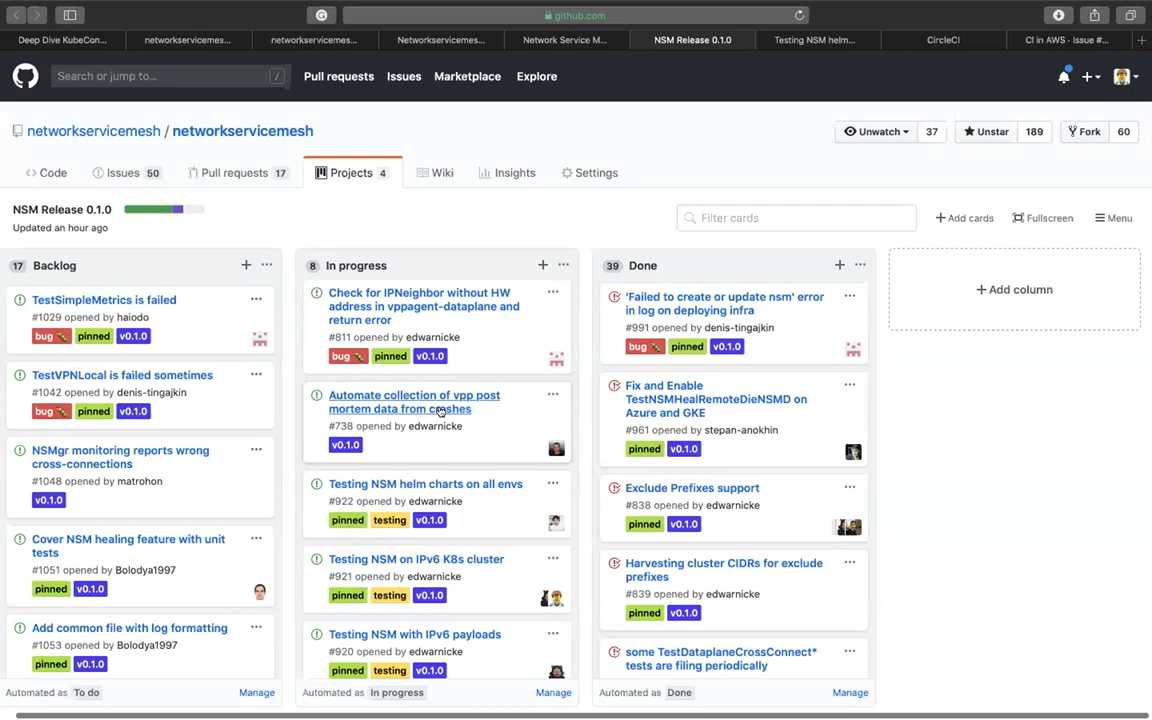 github.com
Deep Dive KubeCon...
networkservicemes...
networkservicemes...
Networkservicemes...
Network Service M...
NSM Release 0.1.0
Testing NSM helm...
CircleCI
CI in AWS · Issue #...
Search or jump to...
/
Pull requests
Issues
Marketplace
Explore
networkservicemesh / networkservicemesh
Unwatch
37
Unstar
189
Fork
60
Code
Issues 50
Pull requests 17
Projects 4
Wiki
Insights
Settings
NSM Release 0.1.0
Updated an hour ago
Filter cards
Add cards
Fullscreen
Menu
17 Backlog
TestSimpleMetrics is failed
#1029 opened by haiodo
bug pinned v0.1.0
TestVPNLocal is failed sometimes
#1042 opened by denis-tingajkin
bug pinned v0.1.0
NSMgr monitoring reports wrong
cross-connections
#1048 opened by matrohon
v0.1.0
Cover NSM healing feature with unit
tests
#1051 opened by Bolodya1997
pinned v0.1.0
Add common file with log formatting
#1053 opened by Bolodya1997
pinned v0.1.0
Automated as To do
Manage
8 In progress
Check for IPNeighbor without HW
address in vppagent-dataplane and
return error
#811 opened by edwarnicke
bug pinned v0.1.0
Automate collection of vpp post
mortem data from crashes
#738 opened by edwarnicke
v0.1.0
Testing NSM helm charts on all envs
#922 opened by edwarnicke
pinned testing v0.1.0
Testing NSM on IPv6 K8s cluster
#921 opened by edwarnicke
pinned testing v0.1.0
Testing NSM with IPv6 payloads
#920 opened by edwarnicke
pinned testing v0.1.0
Automated as In progress
Manage
39 Done
'Failed to create or update nsm' error
in log on deploying infra
#991 opened by denis-tingajkin
bug pinned v0.1.0
Fix and Enable
TestNSMHealRemoteDieNSMD on
Azure and GKE
#961 opened by stepan-anokhin
pinned v0.1.0
Exclude Prefixes support
#838 opened by edwarnicke
pinned v0.1.0
Harvesting cluster CIDRs for exclude
prefixes
#839 opened by edwarnicke
pinned v0.1.0
some TestDataplaneCrossConnect*
tests are filing periodically
Automated as Done
Manage
Add column